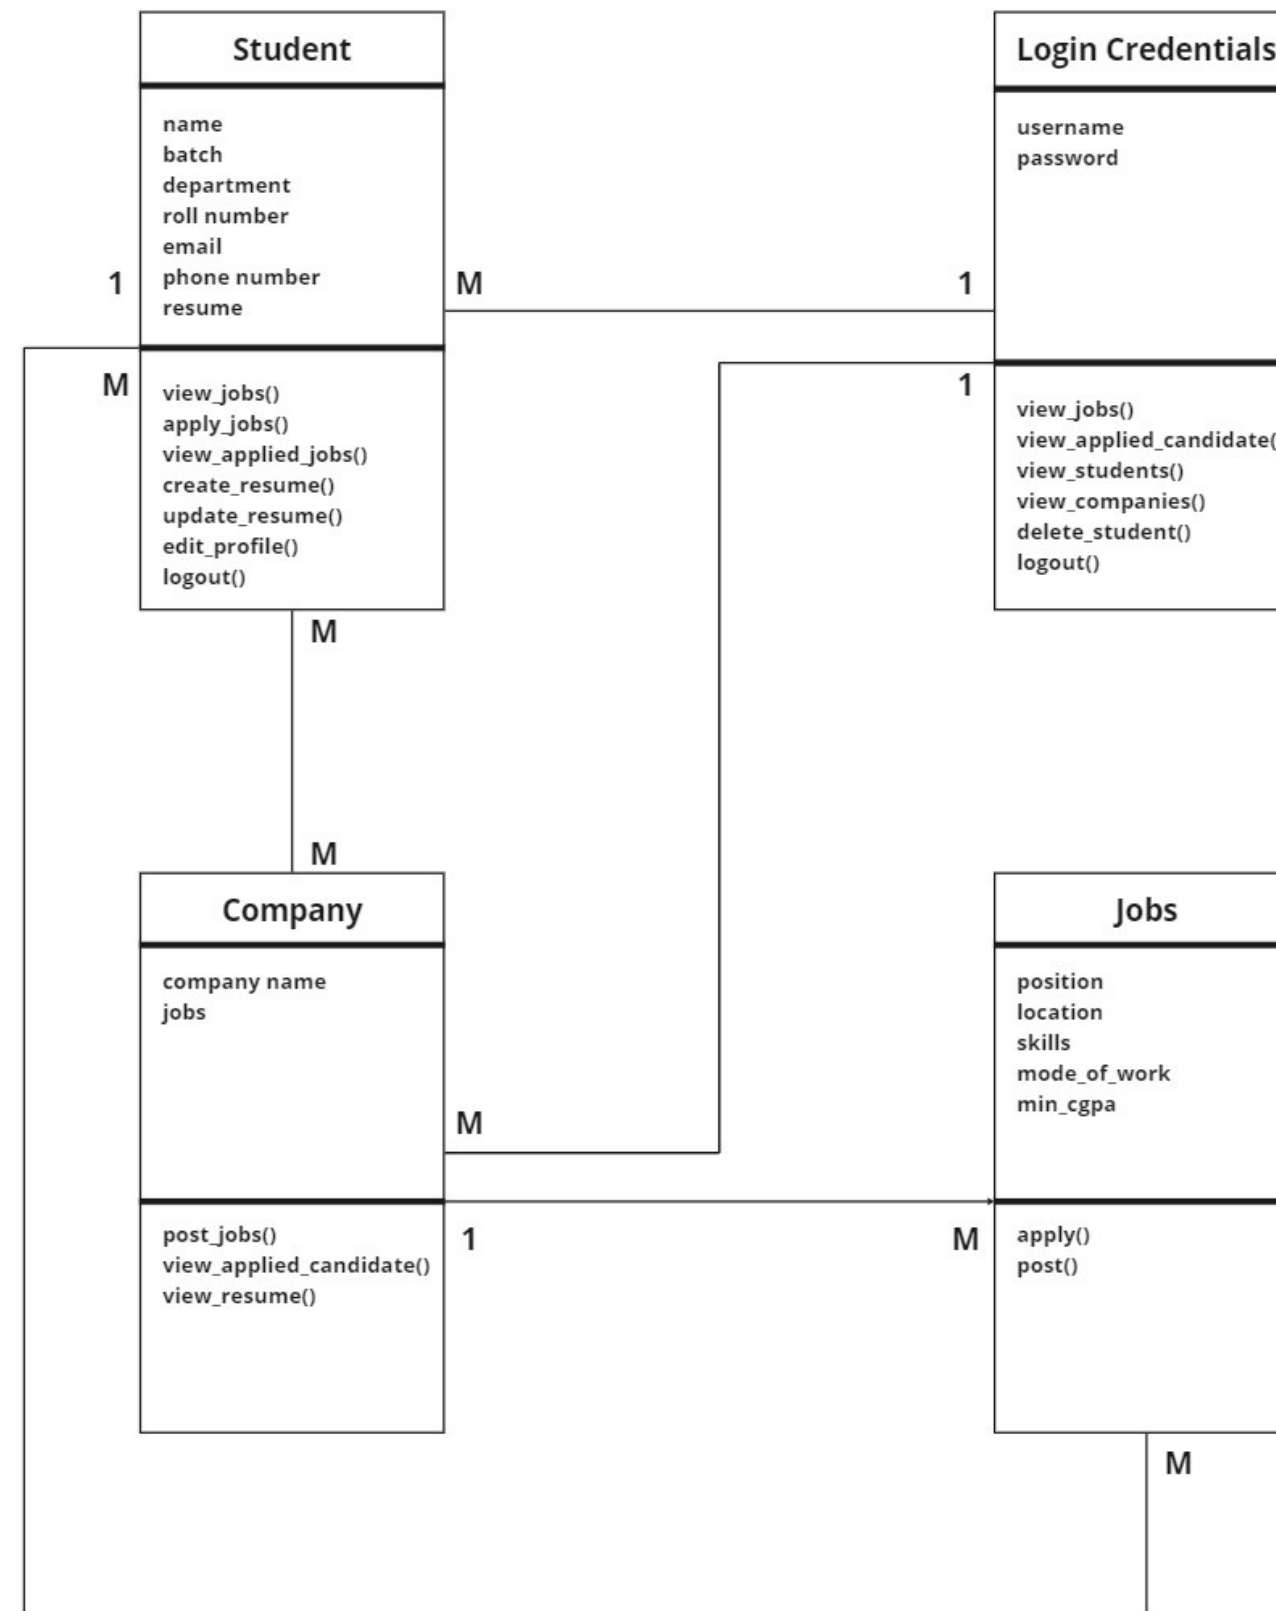 Student
name
batch
department
roll number
email
phone number
resume
1
M
view_jobs()
apply_jobs()
view_applied_jobs()
create_resume()
update_resume()
edit_profile()
logout()
M
M
1
Login Credentials
username
password
1
view_jobs()
view_applied_candidate(
view_students()
view_companies()
delete_student()
logout()
M
Company
company name
jobs
M
post_jobs()
view_applied_candidate()
view_resume()
1
M
Jobs
position
location
skills
mode_of_work
min_cgpa
apply()
post()
M